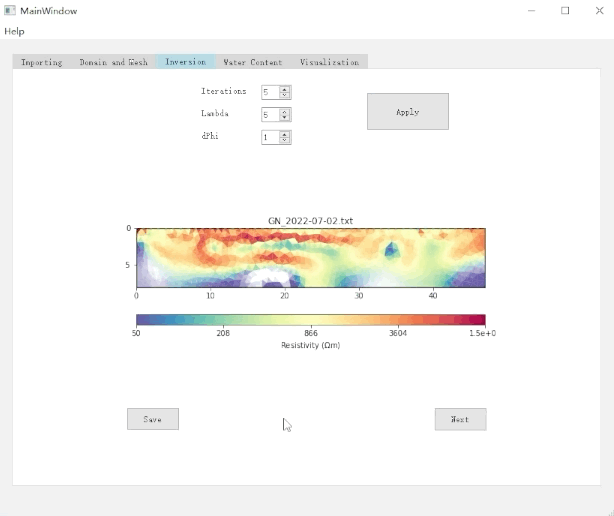 MainWindow
Help
Importing Domain and Mesh Inversion Water Content Visualization
Iterations 5
Lambda 5
dPhi 1
Apply
GN_2022-07-02.txt
0
5
0 10 20 30 40
50 208 866 3604 1.5e+0
Resistivity (Ωm)
Save Next